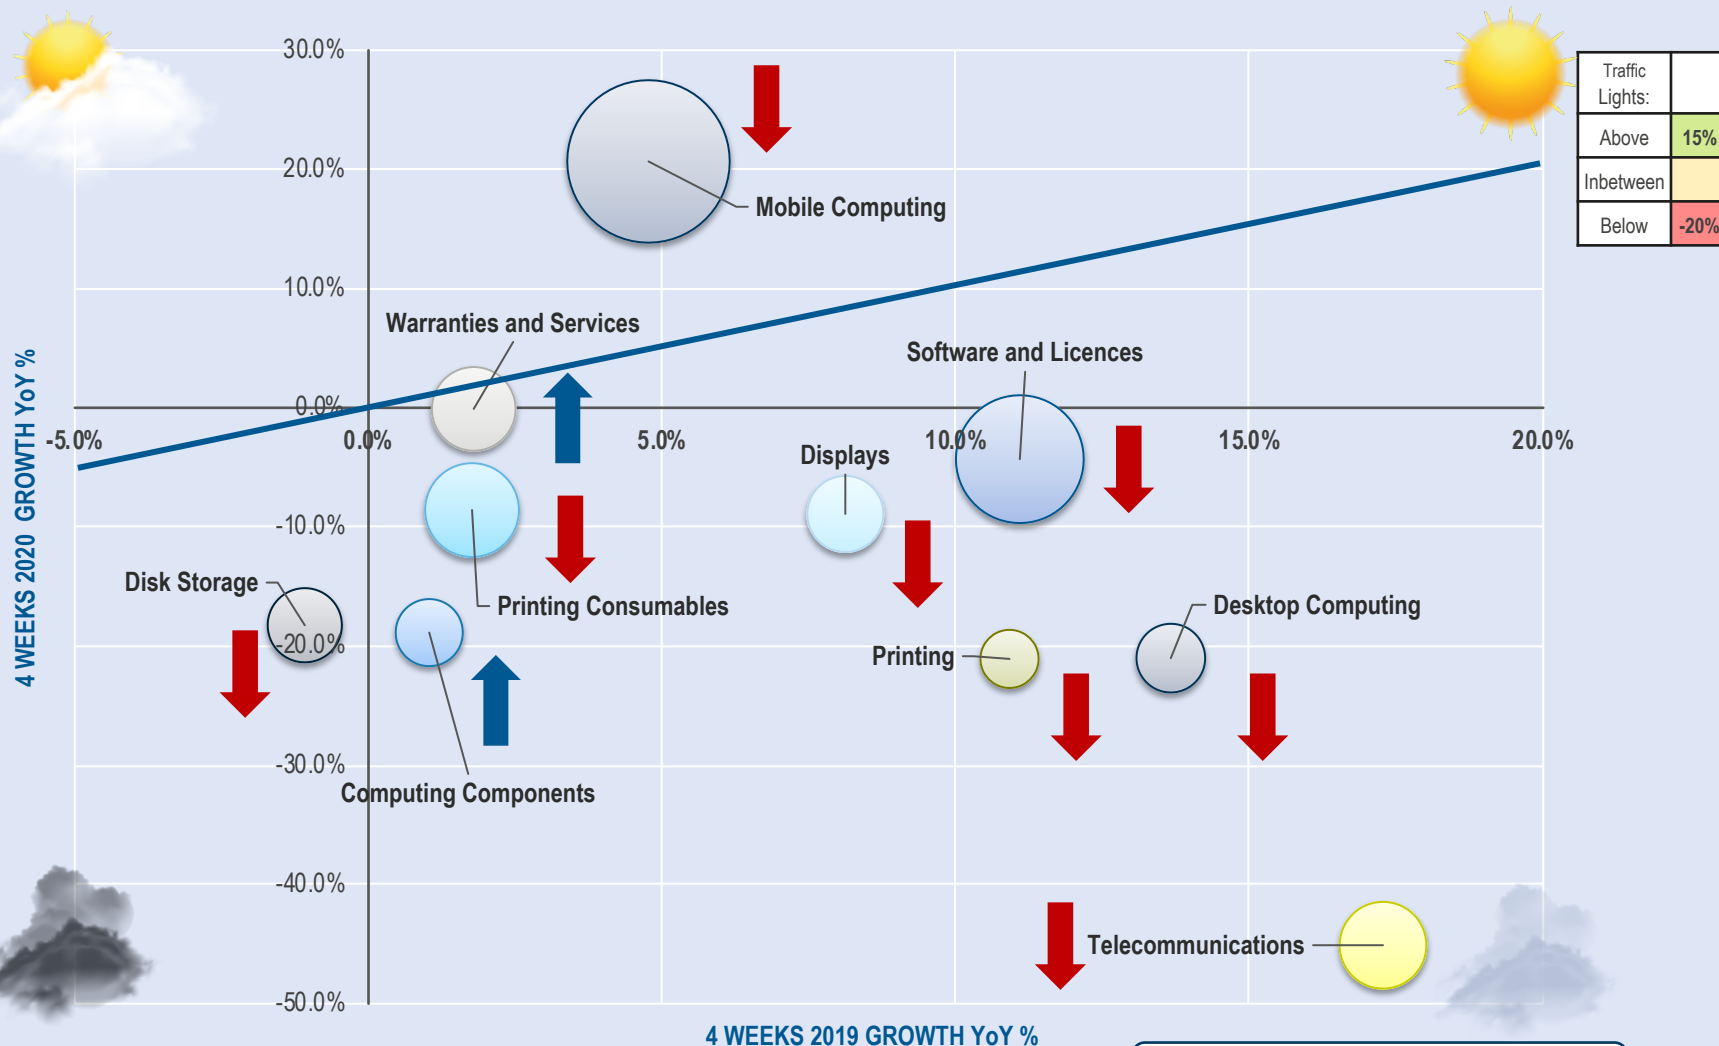 30.0%
20.0%
10.0%
0.0%
-10.0%
-20.0%
-30.0%
-40.0%
-50.0%
-5.0%
0.0%
5.0%
10.0%
15.0%
20.0%
4 WEEKS 2020 GROWTH YoY %
4 WEEKS 2019 GROWTH YoY %
Mobile Computing
Warranties and Services
Software and Licences
Displays
Disk Storage
Printing Consumables
Desktop Computing
Printing
Computing Components
Telecommunications
Traffic
Lights:
Above 15%
Inbetween
Below -20%